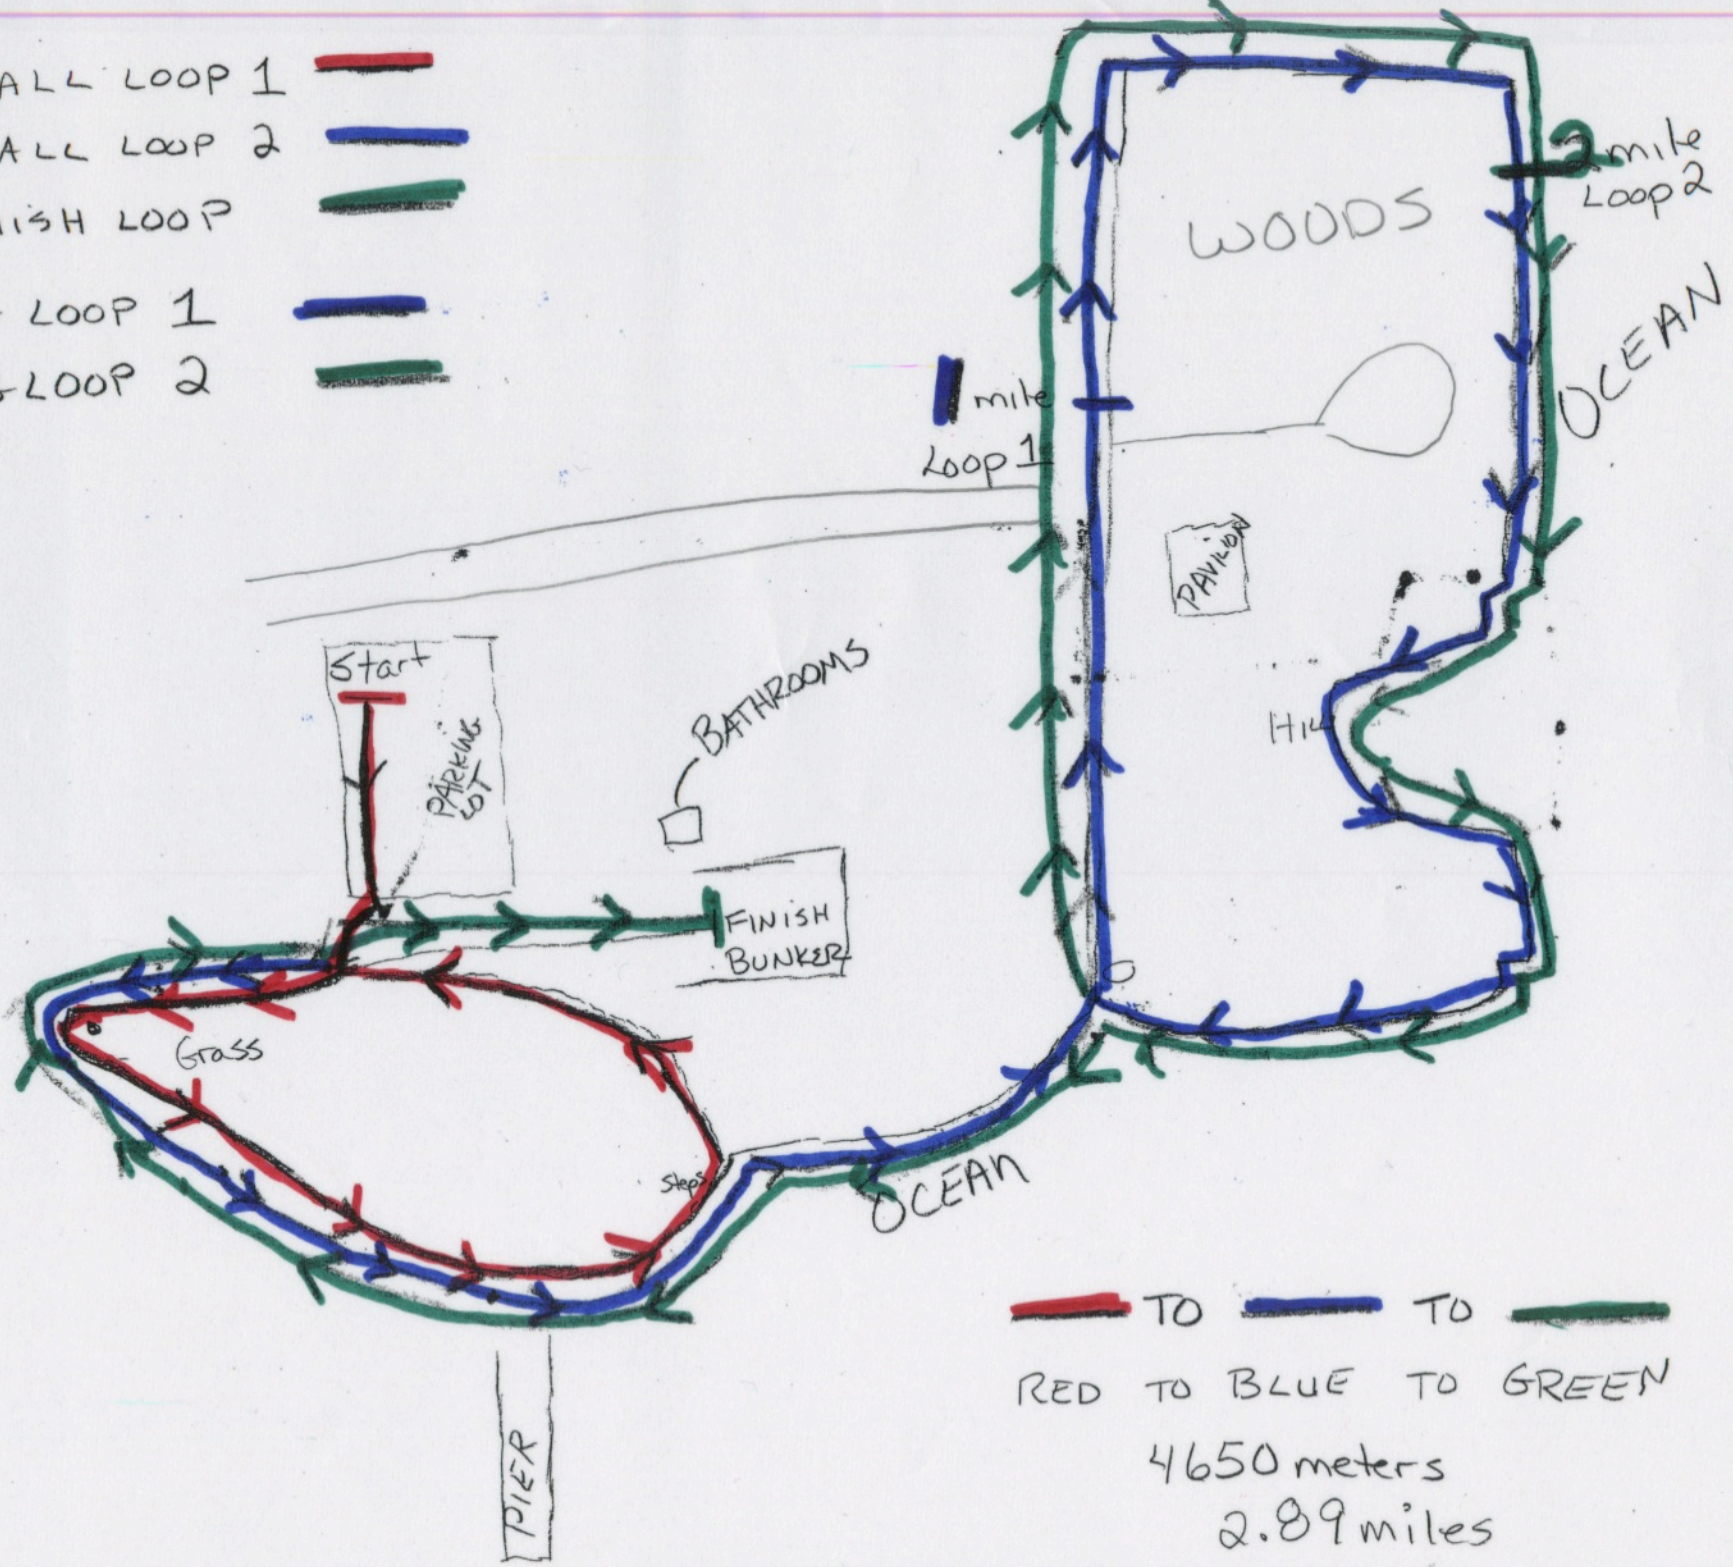 ALL LOOP 1
ALL LOOP 2
ISH LOOP
LOOP 1
LOOP 2
2 mile
Loop 2
WOODS
OCEAN
1 mile
Loop 1
PAVILION
Start
PARKING
LOT
BATHROOMS
Hill
FINISH
BUNKER
Grass
Steps
OCEAN
TO TO
RED TO BLUE TO GREEN
4650 meters
2.89 miles
PIER